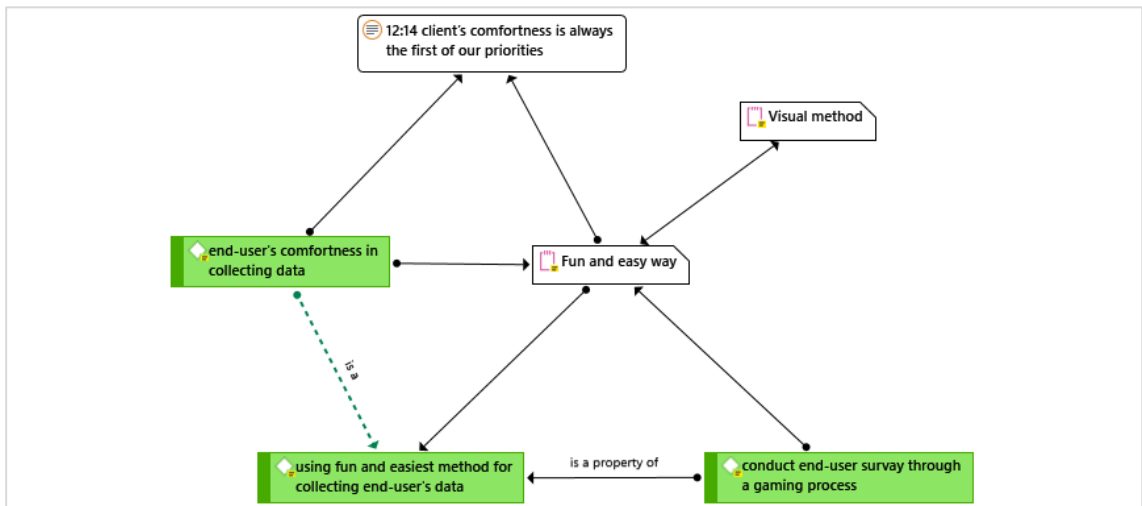 12:14 client's comfortness is always
the first of our priorities
Visual method
end-user's comfortness in
collecting data
Fun and easy way
is a
using fun and easiest method for
collecting end-user's data
is a property of
conduct end-user survay through
a gaming process